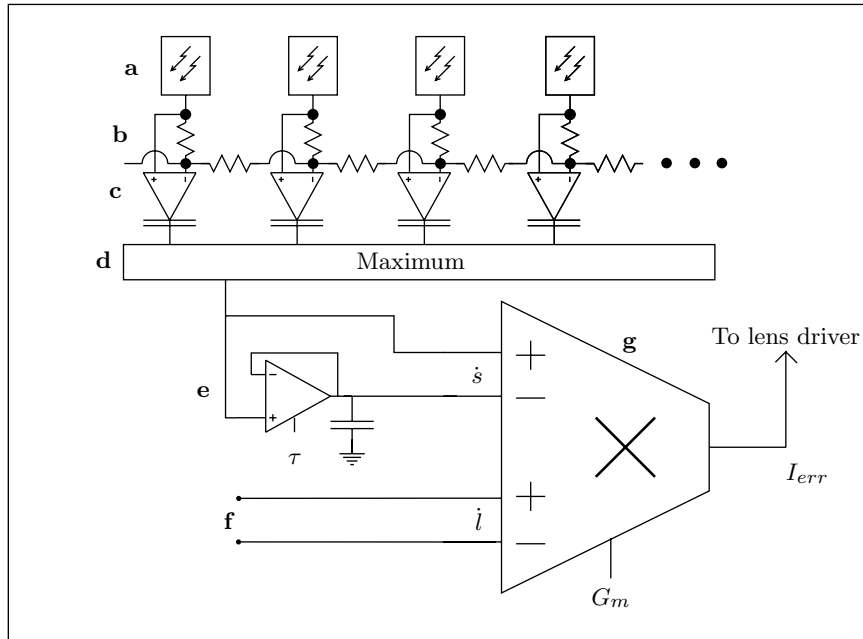 a
b
c
d
Maximum
e
g
To lens driver
ṡ
τ
I_err
f
l̇
G_m